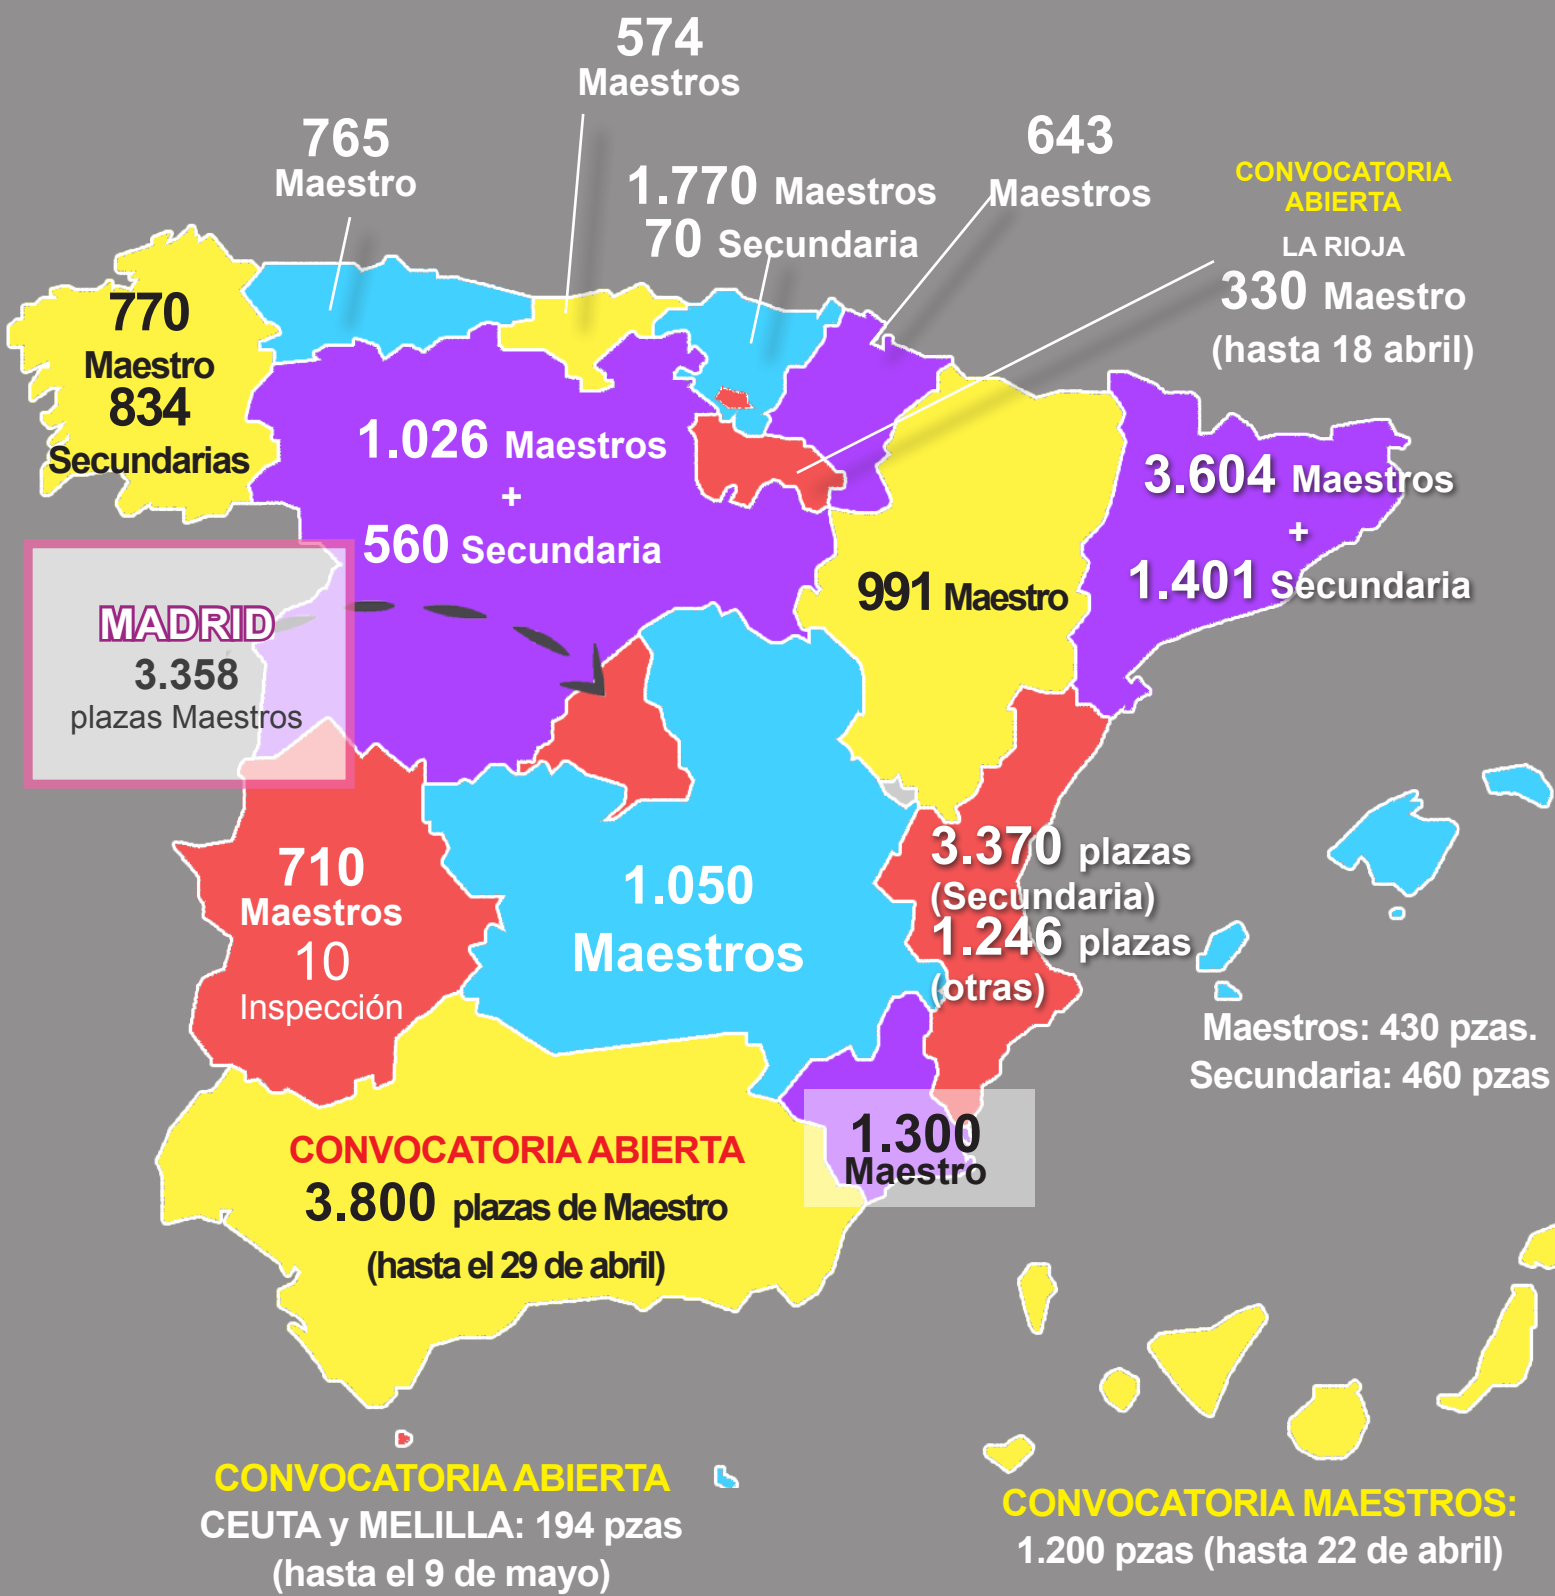 574
Maestros
765
Maestro
1.770 Maestros
70 Secundaria
643
Maestros
CONVOCATORIA
ABIERTA
LA RIOJA
330 Maestro
(hasta 18 abril)
770
Maestro
834
Secundarias
1.026 Maestros
+
560 Secundaria
3.604 Maestros
+
1.401 Secundaria
991 Maestro
MADRID
3.358
plazas Maestros
710
Maestros
10
Inspección
1.050
Maestros
3.370 plazas
(Secundaria)
1.246 plazas
(otras)
Maestros: 430 pzas.
Secundaria: 460 pzas
1.300
Maestro
CONVOCATORIA ABIERTA
3.800 plazas de Maestro
(hasta el 29 de abril)
CONVOCATORIA ABIERTA
CEUTA y MELILLA: 194 pzas
(hasta el 9 de mayo)
CONVOCATORIA MAESTROS:
1.200 pzas (hasta 22 de abril)